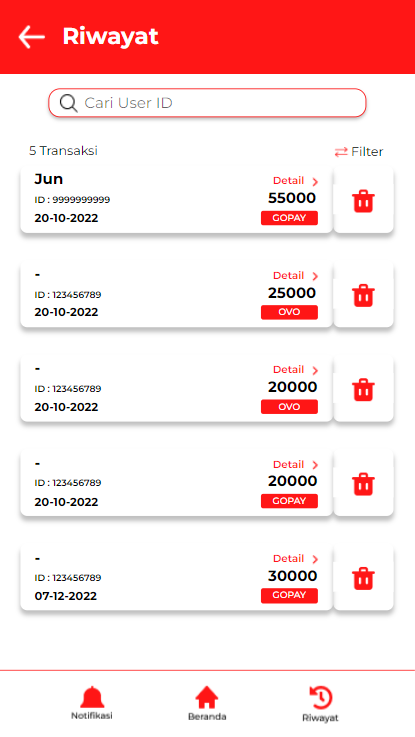 Riwayat
Cari User ID
5 Transaksi
Filter
Jun
Detail
ID : 9999999999
55000
20-10-2022
GOPAY
-
Detail
ID : 123456789
25000
20-10-2022
OVO
-
Detail
ID : 123456789
20000
20-10-2022
OVO
-
Detail
ID : 123456789
20000
20-10-2022
GOPAY
-
Detail
ID : 123456789
30000
07-12-2022
GOPAY
Notifikasi
Beranda
Riwayat